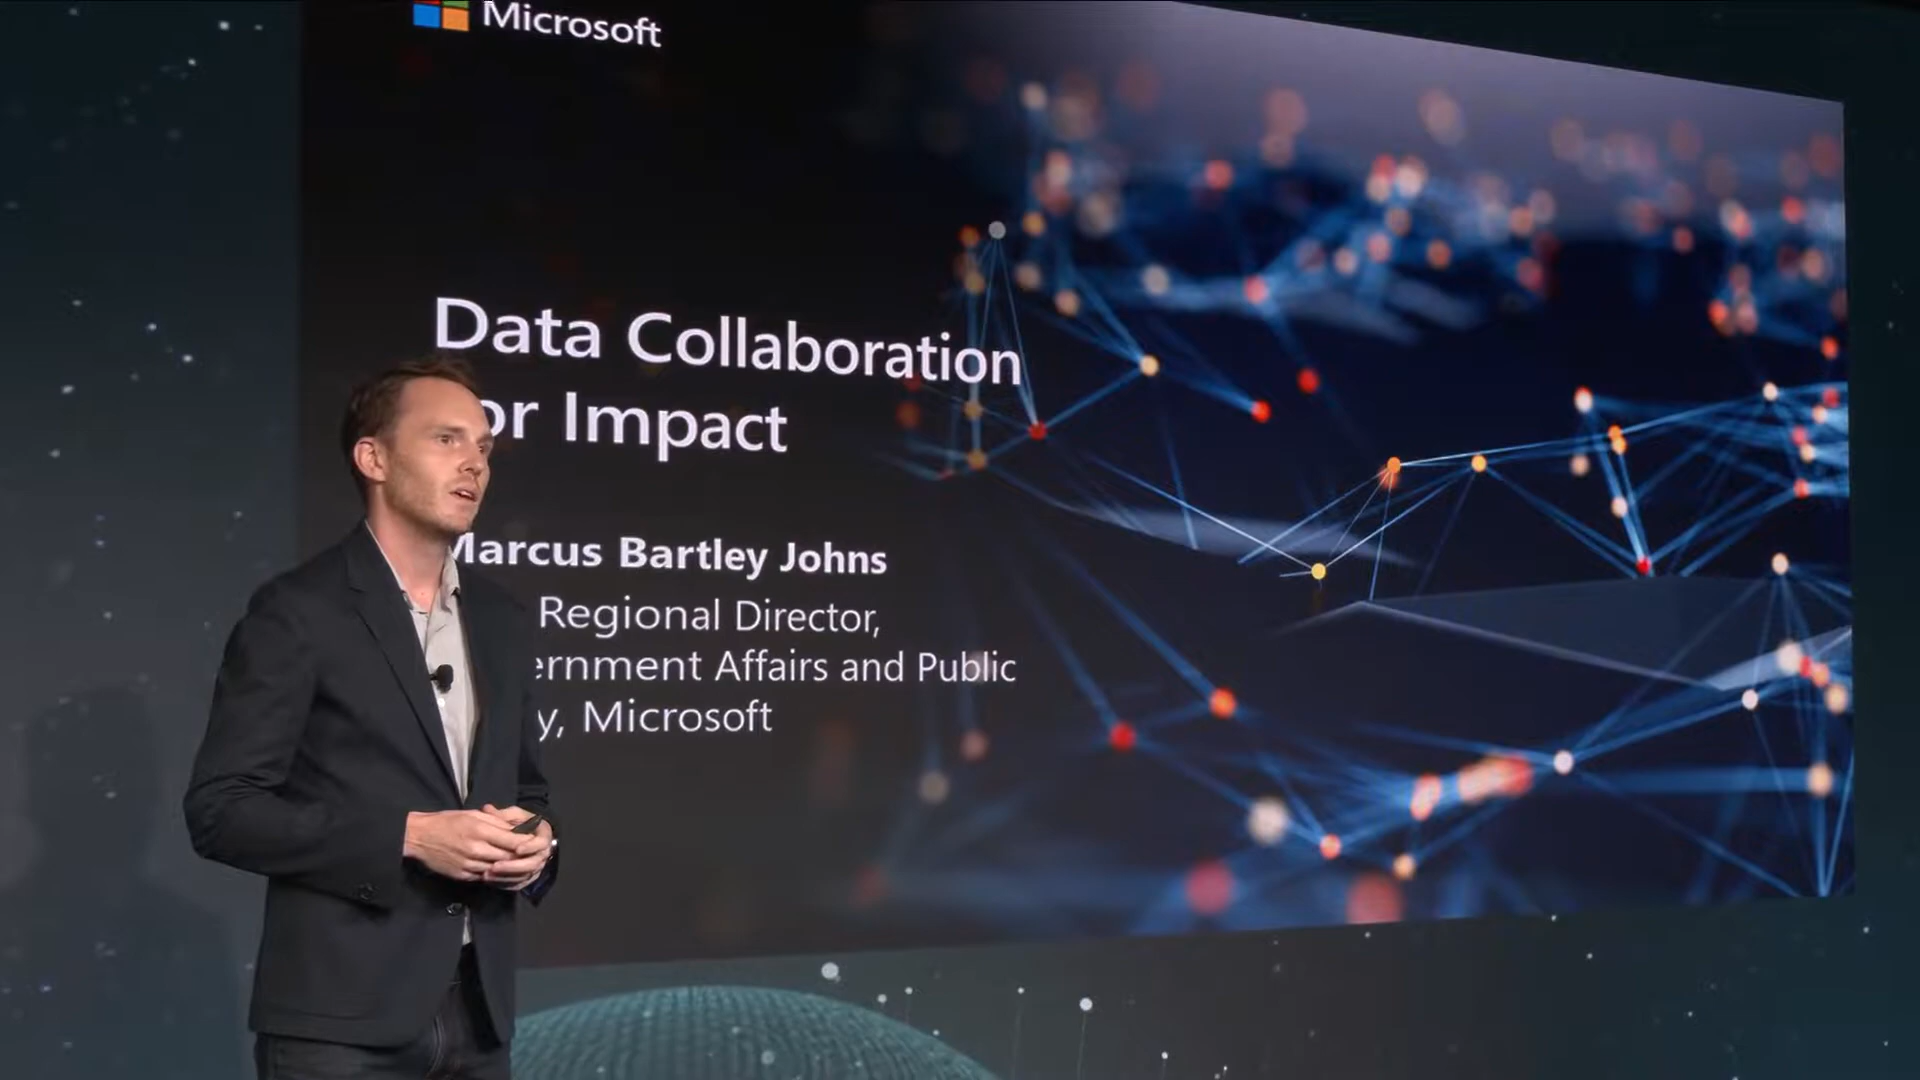 Microsoft
Data Collaboration
or Impact
Marcus Bartley Johns
Regional Director,
ernment Affairs and Public
y, Microsoft